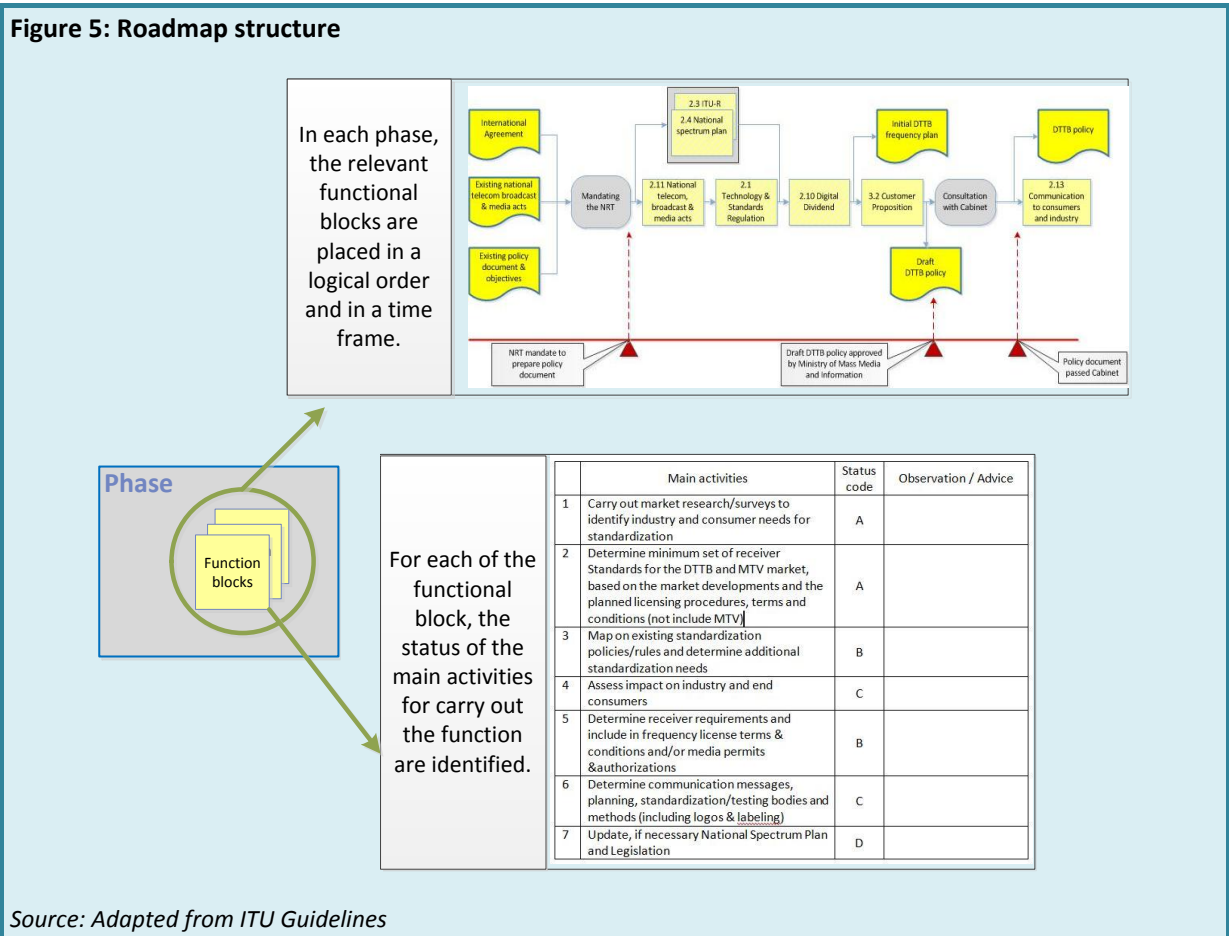 Figure 5: Roadmap structure
In each phase,
the relevant
functional
blocks are
placed in a
logical order
and in a time
frame.
International
Agreement
Existing national
telecom broadcast
& media acts
Existing policy
document &
objectives
Mandating
the NRT
2.3 ITU-R
2.4 National
spectrum plan
2.11 National
telecom,
broadcast &
media acts
2.1
Technology &
Standards
Regulation
2.10 Digital
Dividend
Initial DTTB
frequency plan
3.2 Customer
Proposition
Draft
DTTB policy
Consultation
with Cabinet
DTTB policy
2.13
Communication
to consumers
and industry
NRT mandate to
prepare policy
document
Draft DTTB policy approved
by Ministry of Mass Media
and information
Policy document
passed Cabinet
Phase
Function
blocks
For each of the
functional
block, the
status of the
main activities
for carry out
the function
are identified.
Main activities Status code Observation / Advice
1 Carry out market research/surveys to
identify industry and consumer needs for
standardization A
2 Determine minimum set of receiver
Standards for the DTTB and MTV market,
based on the market developments and the
planned licensing procedures, terms and
conditions (not include MTV) A
3 Map on existing standardization
policies/rules and determine additional
standardization needs B
4 Assess impact on industry and end
consumers C
5 Determine receiver requirements and
include in frequency license terms &
conditions and/or media permits
&authorizations B
6 Determine communication messages,
planning, standardization/testing bodies and
methods (including logos & labeling) C
7 Update, if necessary National Spectrum Plan
and Legislation D
Source: Adapted from ITU Guidelines